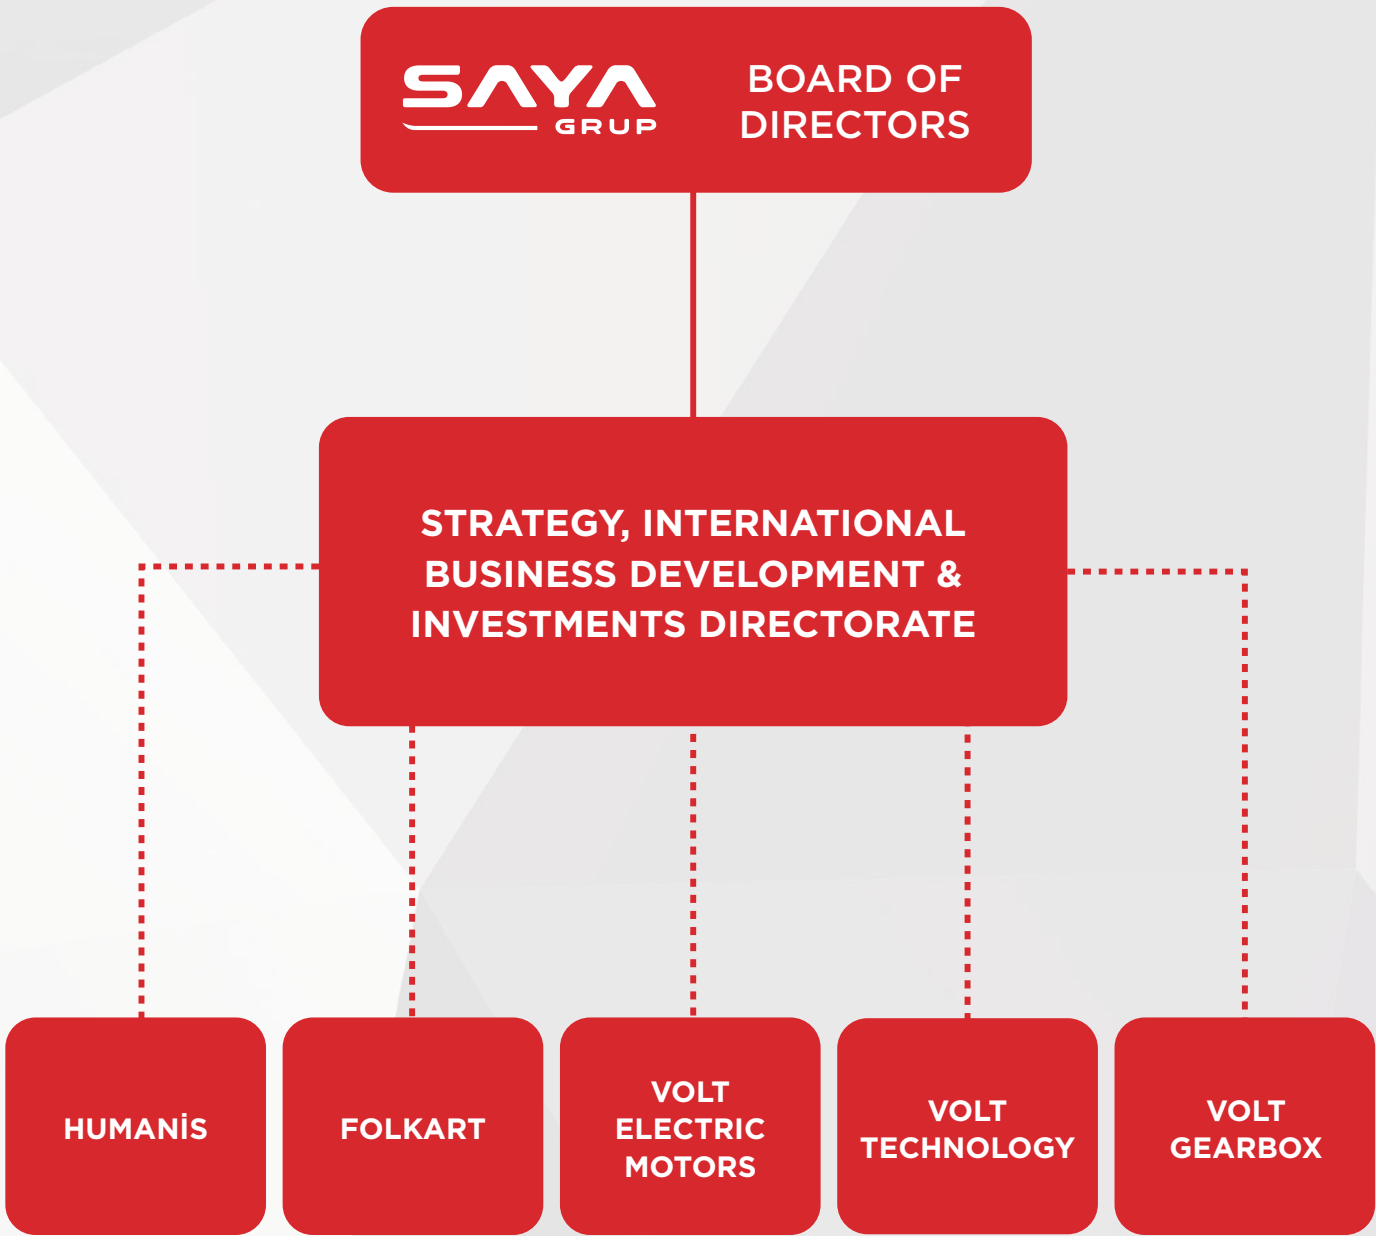 SAYA
GRUP
BOARD OF
DIRECTORS
STRATEGY, INTERNATIONAL
BUSINESS DEVELOPMENT &
INVESTMENTS DIRECTORATE
HUMANİS
FOLKART
VOLT
ELECTRIC
MOTORS
VOLT
TECHNOLOGY
VOLT
GEARBOX